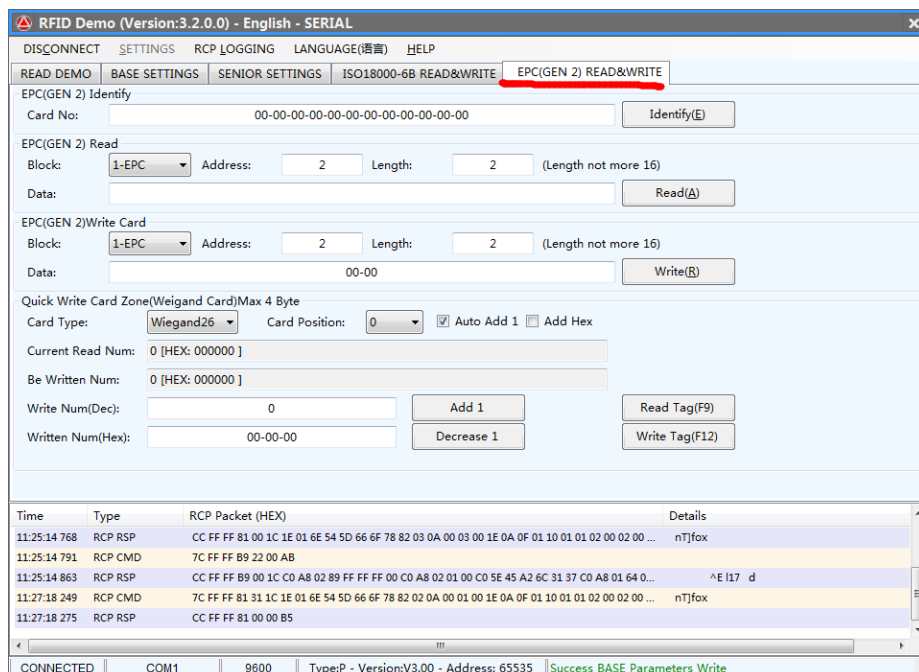 RFID Demo (Version:3.2.0.0) - English - SERIAL
DISCONNECT SETTINGS RCP LOGGING LANGUAGE(语言) HELP
READ DEMO BASE SETTINGS SENIOR SETTINGS ISO18000-6B READ&WRITE EPC(GEN 2) READ&WRITE
EPC(GEN 2) Identify
Card No: 00-00-00-00-00-00-00-00-00-00-00-00 Identify(E)
EPC(GEN 2) Read
Block: 1-EPC Address: 2 Length: 2 (Length not more 16)
Data: Read(A)
EPC(GEN 2)Write Card
Block: 1-EPC Address: 2 Length: 2 (Length not more 16)
Data: 00-00 Write(R)
Quick Write Card Zone(Weigand Card)Max 4 Byte
Card Type: Wiegand26 Card Position: 0 Auto Add 1 Add Hex
Current Read Num: 0 [HEX: 000000 ]
Be Written Num: 0 [HEX: 000000 ]
Write Num(Dec): 0 Add 1 Read Tag(F9)
Written Num(Hex): 00-00-00 Decrease 1 Write Tag(F12)
Time Type RCP Packet (HEX) Details
11:25:14 768 RCP RSP CC FF FF 81 00 1C 1E 01 6E 54 5D 66 6F 78 82 03 0A 00 03 00 1E 0A 0F 01 10 01 01 02 00 02 00 ... nT]fox
11:25:14 791 RCP CMD 7C FF FF B9 22 00 AB
11:25:14 863 RCP RSP CC FF FF B9 00 1C C0 A8 02 89 FF FF FF 00 C0 A8 02 01 00 C0 5E 45 A2 6C 31 37 C0 A8 01 64 0... ^E l17 d
11:27:18 249 RCP CMD 7C FF FF 81 31 1C 1E 01 6E 54 5D 66 6F 78 82 02 0A 00 01 00 1E 0A 0F 01 10 01 01 02 00 02 00 ... nT]fox
11:27:18 275 RCP RSP CC FF FF 81 00 00 B5
CONNECTED COM1 9600 Type:P - Version:V3.00 - Address: 65535 Success BASE Parameters Write